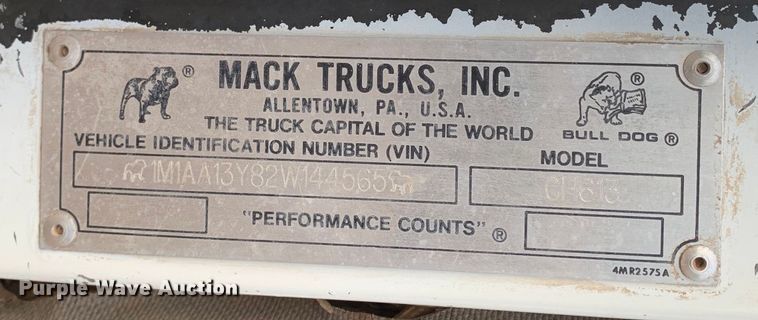 MACK TRUCKS, INC.
ALLENTOWN, PA., U.S.A.
THE TRUCK CAPITAL OF THE WORLD
BULL DOG ®
VEHICLE IDENTIFICATION NUMBER (VIN)
MODEL
1M1AA13Y82W144565
"PERFORMANCE COUNTS" ®
4MR2575A
Purple Wave Auction